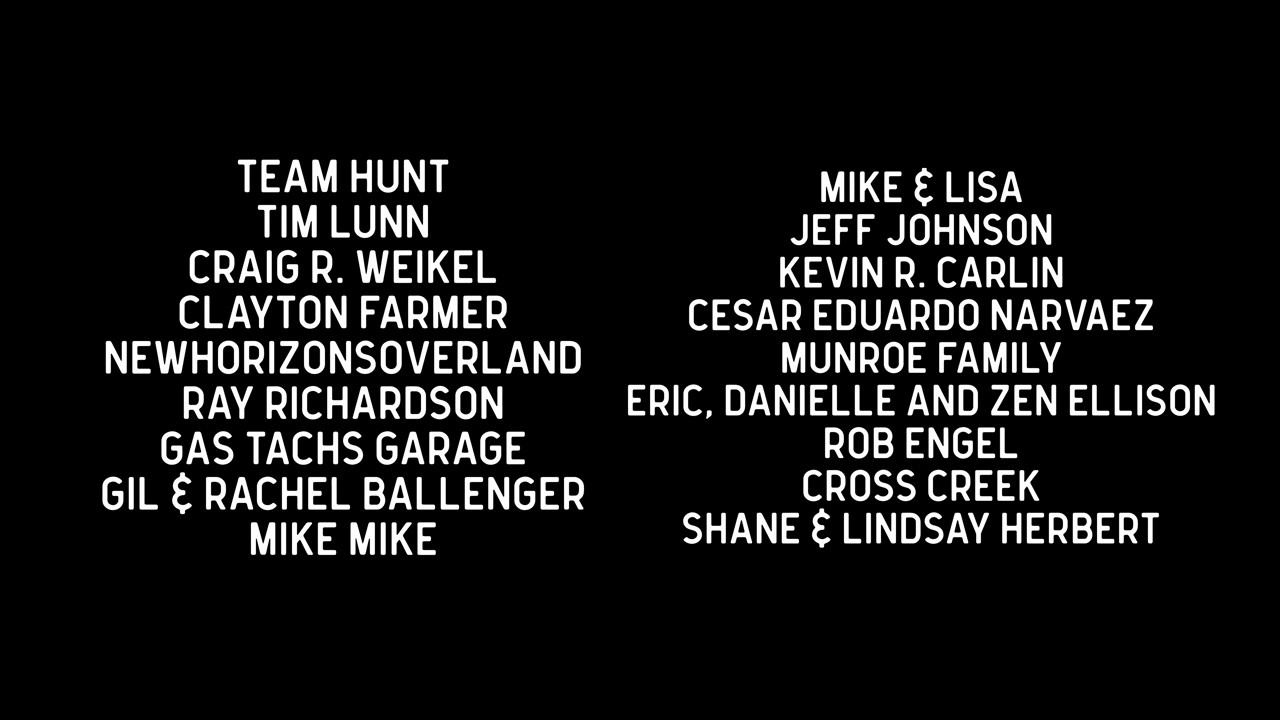 TEAM HUNT
TIM LUNN
CRAIG R. WEIKEL
CLAYTON FARMER
NEWHORIZONSOVERLAND
RAY RICHARDSON
GAS TACHS GARAGE
GIL & RACHEL BALLENGER
MIKE MIKE
MIKE & LISA
JEFF JOHNSON
KEVIN R. CARLIN
CESAR EDUARDO NARVAEZ
MUNROE FAMILY
ERIC, DANIELLE AND ZEN ELLISON
ROB ENGEL
CROSS CREEK
SHANE & LINDSAY HERBERT